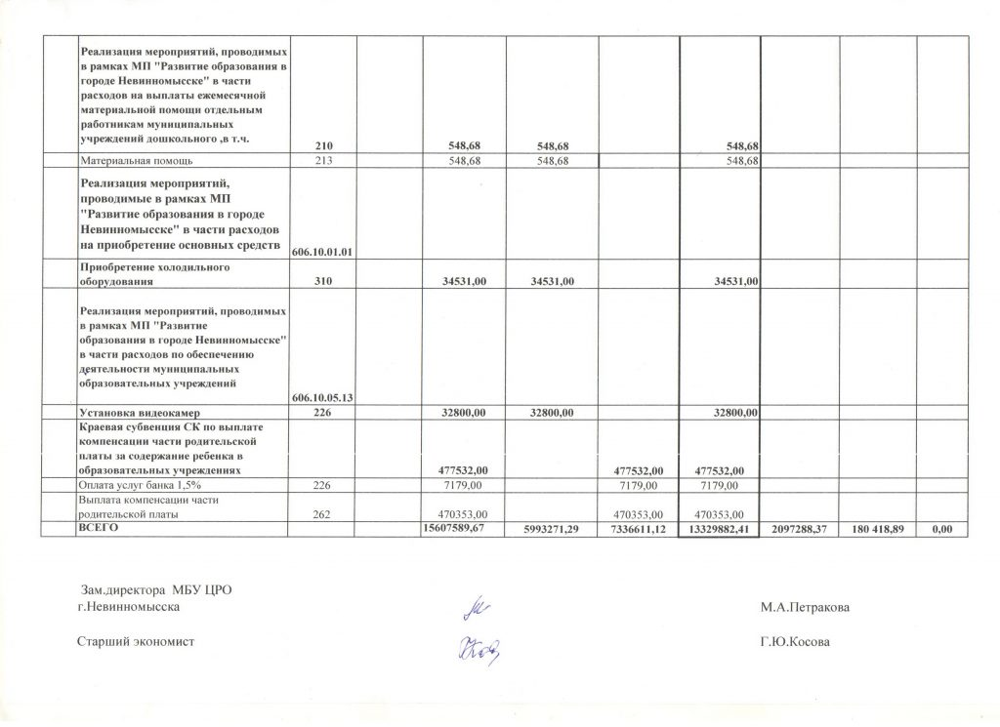 Реализация мероприятий, проводимых
в рамках МП "Развитие образования в
городе Невинномысске" в части
расходов на выплаты ежемесячной
материальной помощи отдельным
работникам муниципальных
учреждений дошкольного ,в т.ч. 210 548,68 548,68 548,68
Материальная помощь 213 548,68 548,68 548,68
Реализация мероприятий,
проводимые в рамках МП
"Развитие образования в городе
Невинномысске" в части расходов
на приобретение основных средств 606.10.01.01
Приобретение холодильного
оборудования 310 34531,00 34531,00 34531,00
Реализация мероприятий, проводимых
в рамках МП "Развитие
образования в городе Невинномысске"
в части расходов по обеспечению
деятельности муниципальных
образовательных учреждений
606.10.05.13
Установка видеокамер 226 32800,00 32800,00 32800,00
Краевая субвенция СК по выплате
компенсации части родительской
платы за содержание ребенка в
образовательных учреждениях 477532,00 477532,00 477532,00
Оплата услуг банка 1,5% 226 7179,00 7179,00 7179,00
Выплата компенсации части
родительской платы 262 470353,00 470353,00 470353,00
ВСЕГО 15607589,67 5993271,29 7336611,12 13329882,41 2097288,37 180 418,89 0,00
Зам.директора МБУ ЦРО
г.Невинномысска М.А.Петракова
Старший экономист Г.Ю.Косова